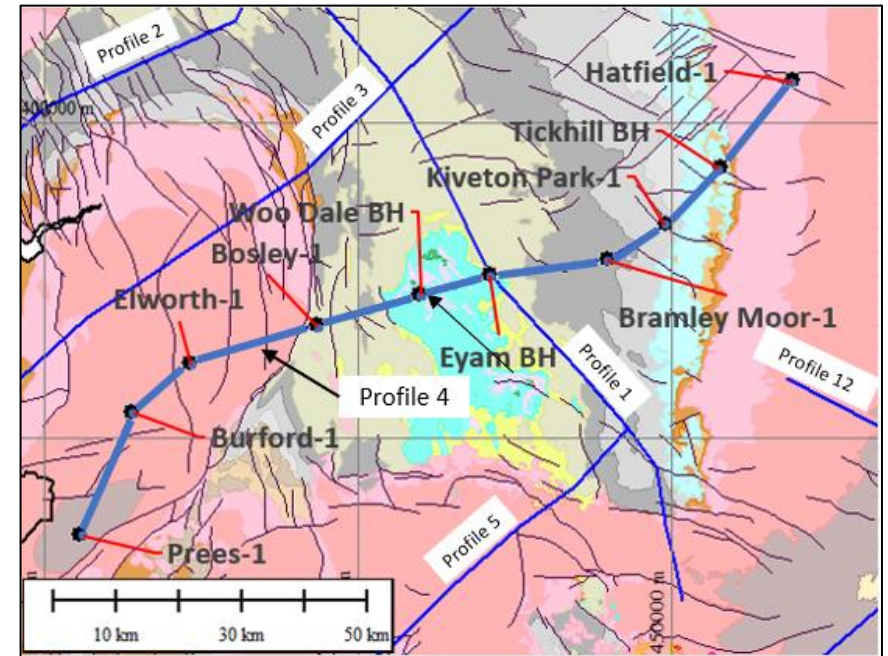 Profile 2
Hatfield-1
400000 m
Profile 3
Tickhill BH
Kiveton Park-1
Woo Dale BH
Bosley-1
Elworth-1
Bramley Moor-1
Eyam BH
Profile 1
Profile 12
Profile 4
Burford-1
Profile 5
Prees-1
450000 m
10 km 30 km 50 km